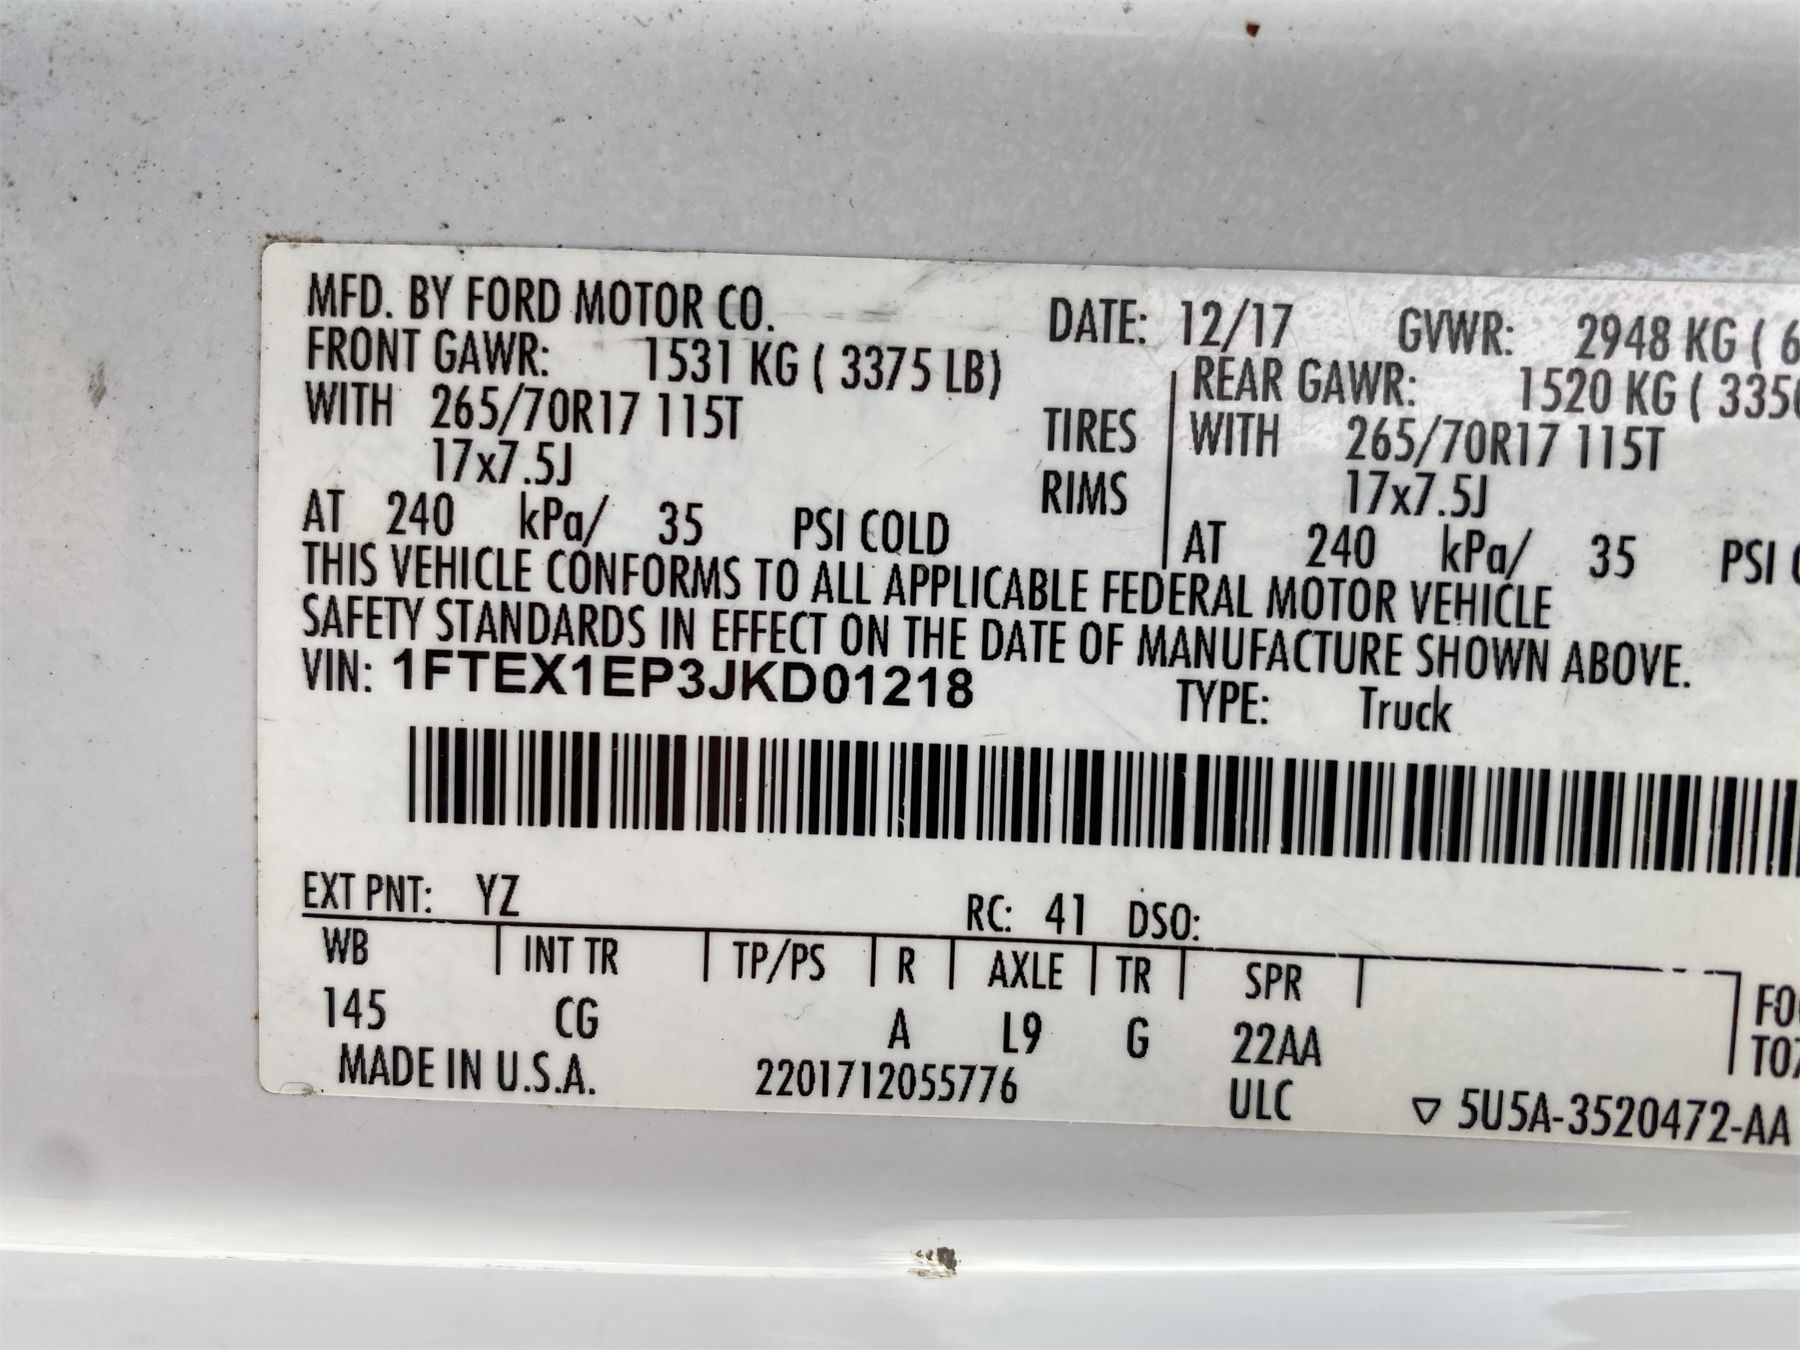 MFD. BY FORD MOTOR CO. DATE: 12/17 GVWR: 2948 KG ( 6
FRONT GAWR: 1531 KG ( 3375 LB) REAR GAWR: 1520 KG ( 335
WITH 265/70R17 115T TIRES WITH 265/70R17 115T
17x7.5J RIMS 17x7.5J
AT 240 kPa/ 35 PSI COLD AT 240 kPa/ 35 PSI
THIS VEHICLE CONFORMS TO ALL APPLICABLE FEDERAL MOTOR VEHICLE
SAFETY STANDARDS IN EFFECT ON THE DATE OF MANUFACTURE SHOWN ABOVE.
VIN: 1FTEX1EP3JKD01218 TYPE: Truck
EXT PNT: YZ RC: 41 DSO:
WB INT TR TP/PS R AXLE TR SPR
145 CG A L9 G 22AA
MADE IN U.S.A. 2201712055776 ULC ▽ 5U5A-3520472-AA